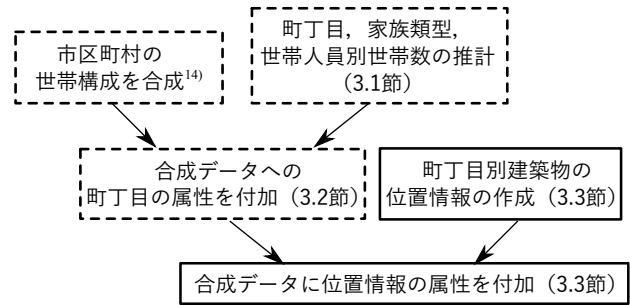 市区町村の
世帯構成を合成14)
町丁目，家族類型，
世帯人員別世帯数の推計
（3.1節）
合成データへの
町丁目の属性を付加（3.2節）
町丁目別建築物の
位置情報の作成（3.3節）
合成データに位置情報の属性を付加（3.3節）